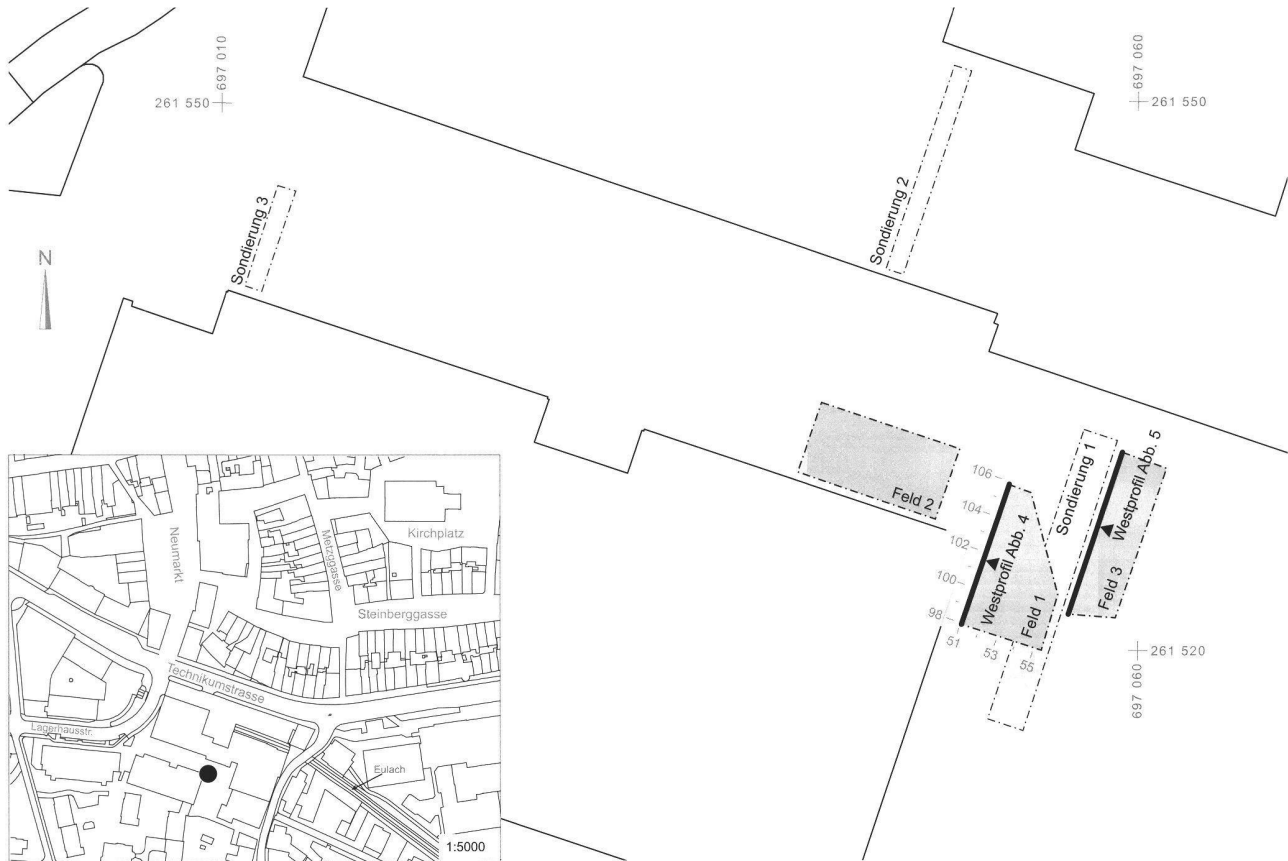 697 010
261 550
697 060
261 550
Sondierung 3
Sondierung 2
N
Feld 2
106
104
102
100
98
51
53
55
Westprofil Abb. 4
Feld 1
Sondierung 1
Westprofil Abb. 5
Feld 3
261 520
697 060
Neumarkt
Metzggasse
Kirchplatz
Steinberggasse
Technikumstrasse
Lagerhausstr.
Eulach
1:5000